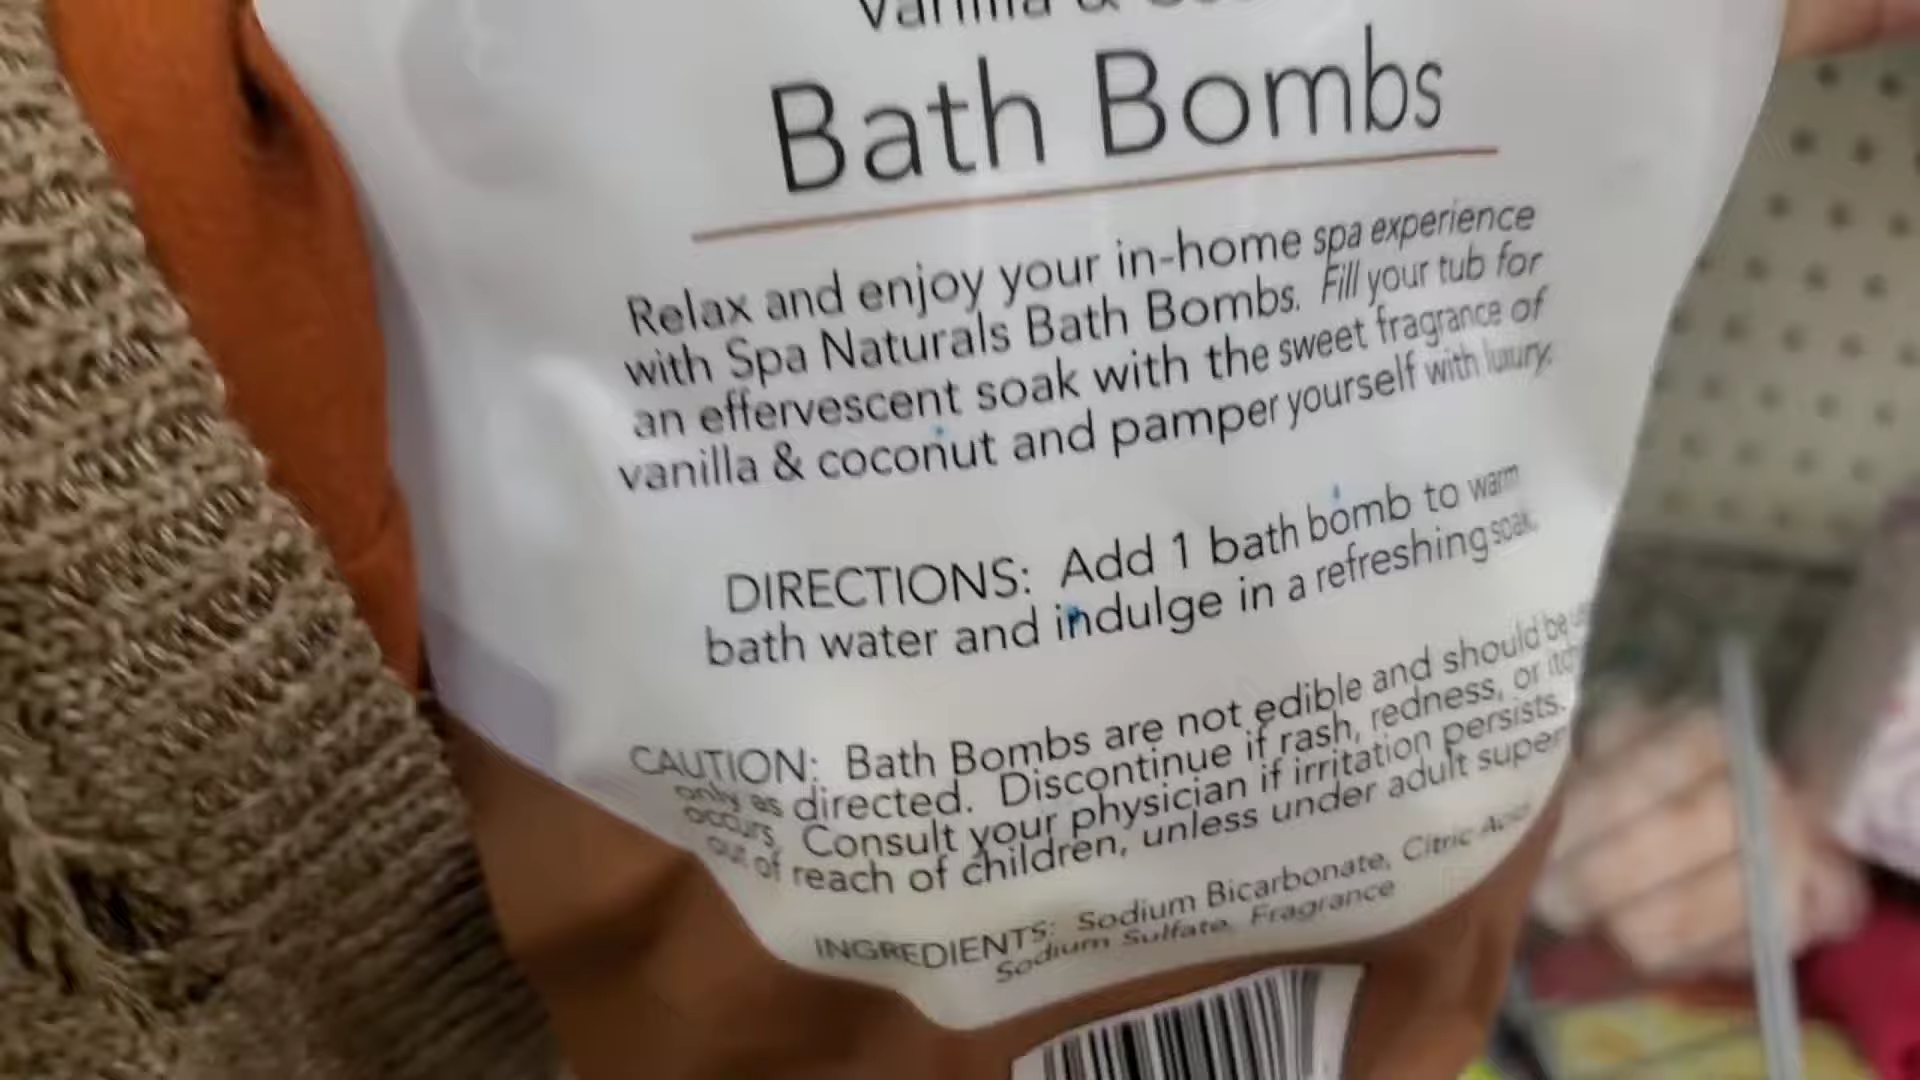 Vanilla &
Bath Bombs
Relax and enjoy your in-home spa experience
with Spa Naturals Bath Bombs. Fill your tub for
an effervescent soak with the sweet fragrance of
vanilla & coconut and pamper yourself with luxury.
DIRECTIONS: Add 1 bath bomb to warm
bath water and indulge in a refreshing soak.
CAUTION: Bath Bombs are not edible and should be
only as directed. Discontinue if rash, redness, or
occurs. Consult your physician if irritation persists.
out of reach of children, unless under adult
INGREDIENTS: Sodium Bicarbonate, Citric Acid
Sodium Sulfate, Fragrance